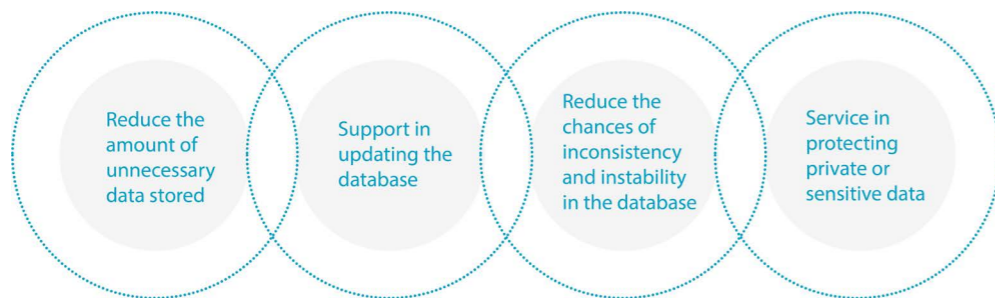 Reduce the
amount of
unnecessary
data stored
Support in
updating the
database
Reduce the
chances of
inconsistency
and instability
in the database
Service in
protecting
private or
sensitive data